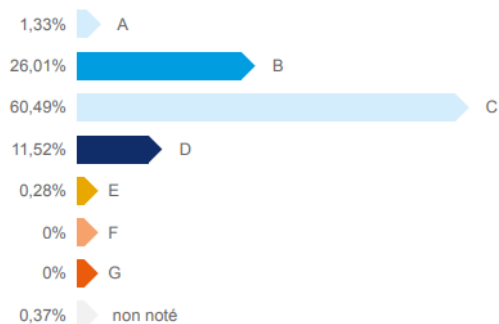 1,33% A
26,01% B
60,49% C
11,52% D
0,28% E
0% F
0% G
0,37% non noté